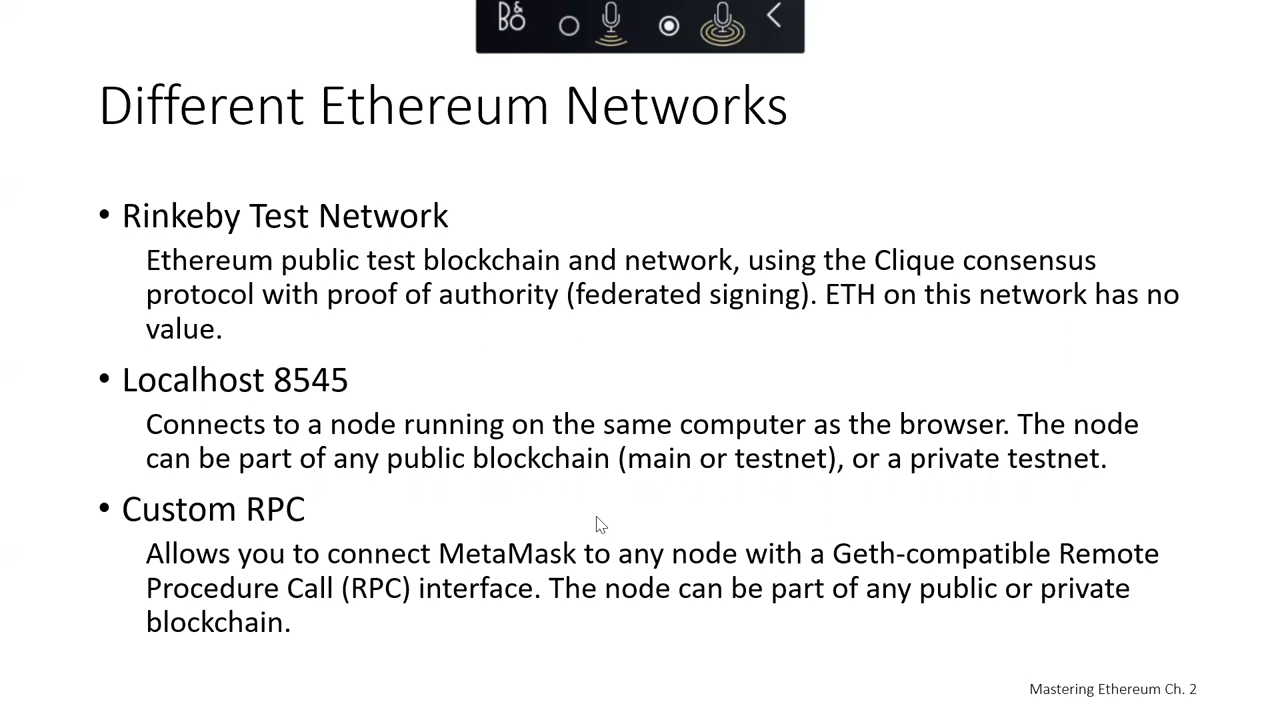 B&O
Different Ethereum Networks
• Rinkeby Test Network
Ethereum public test blockchain and network, using the Clique consensus
protocol with proof of authority (federated signing). ETH on this network has no
value.
• Localhost 8545
Connects to a node running on the same computer as the browser. The node
can be part of any public blockchain (main or testnet), or a private testnet.
• Custom RPC
Allows you to connect MetaMask to any node with a Geth-compatible Remote
Procedure Call (RPC) interface. The node can be part of any public or private
blockchain.
Mastering Ethereum Ch. 2